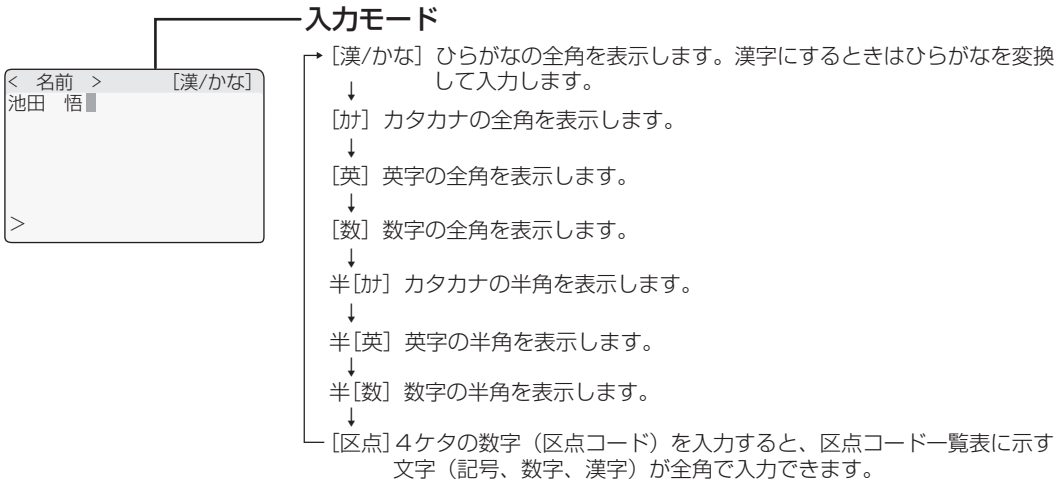 入力モード
< 名前 > [漢/かな]
池田 悟
>
[漢/かな] ひらがなの全角を表示します。漢字にするときはひらがなを変換
して入力します。
↓
[ｶﾅ] カタカナの全角を表示します。
↓
[英] 英字の全角を表示します。
↓
[数] 数字の全角を表示します。
↓
半[ｶﾅ] カタカナの半角を表示します。
↓
半[英] 英字の半角を表示します。
↓
半[数] 数字の半角を表示します。
↓
[区点]４ケタの数字（区点コード）を入力すると、区点コード一覧表に示す
文字（記号、数字、漢字）が全角で入力できます。